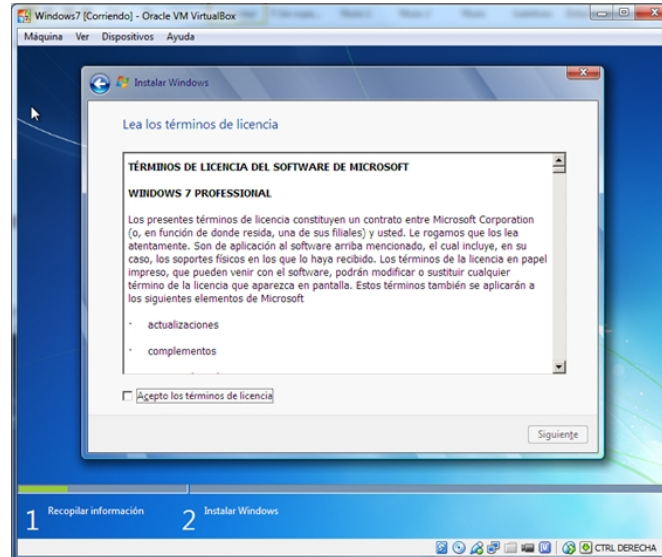 Windows7 [Corriendo] - Oracle VM VirtualBox
Máquina Ver Dispositivos Ayuda
Instalar Windows
Lea los términos de licencia
TÉRMINOS DE LICENCIA DEL SOFTWARE DE MICROSOFT
WINDOWS 7 PROFESSIONAL
Los presentes términos de licencia constituyen un contrato entre Microsoft Corporation
(o, en función de donde resida, una de sus filiales) y usted. Le rogamos que los lea
atentamente. Son de aplicación al software arriba mencionado, el cual incluye, en su
caso, los soportes físicos en los que lo haya recibido. Los términos de la licencia en papel
impreso, que pueden venir con el software, podrán modificar o sustituir cualquier
término de la licencia que aparezca en pantalla. Estos términos también se aplicarán a
los siguientes elementos de Microsoft
· actualizaciones
· complementos
Acepto los términos de licencia
Siguiente
1 Recopilar información
2 Instalar Windows
CTRL DERECHA